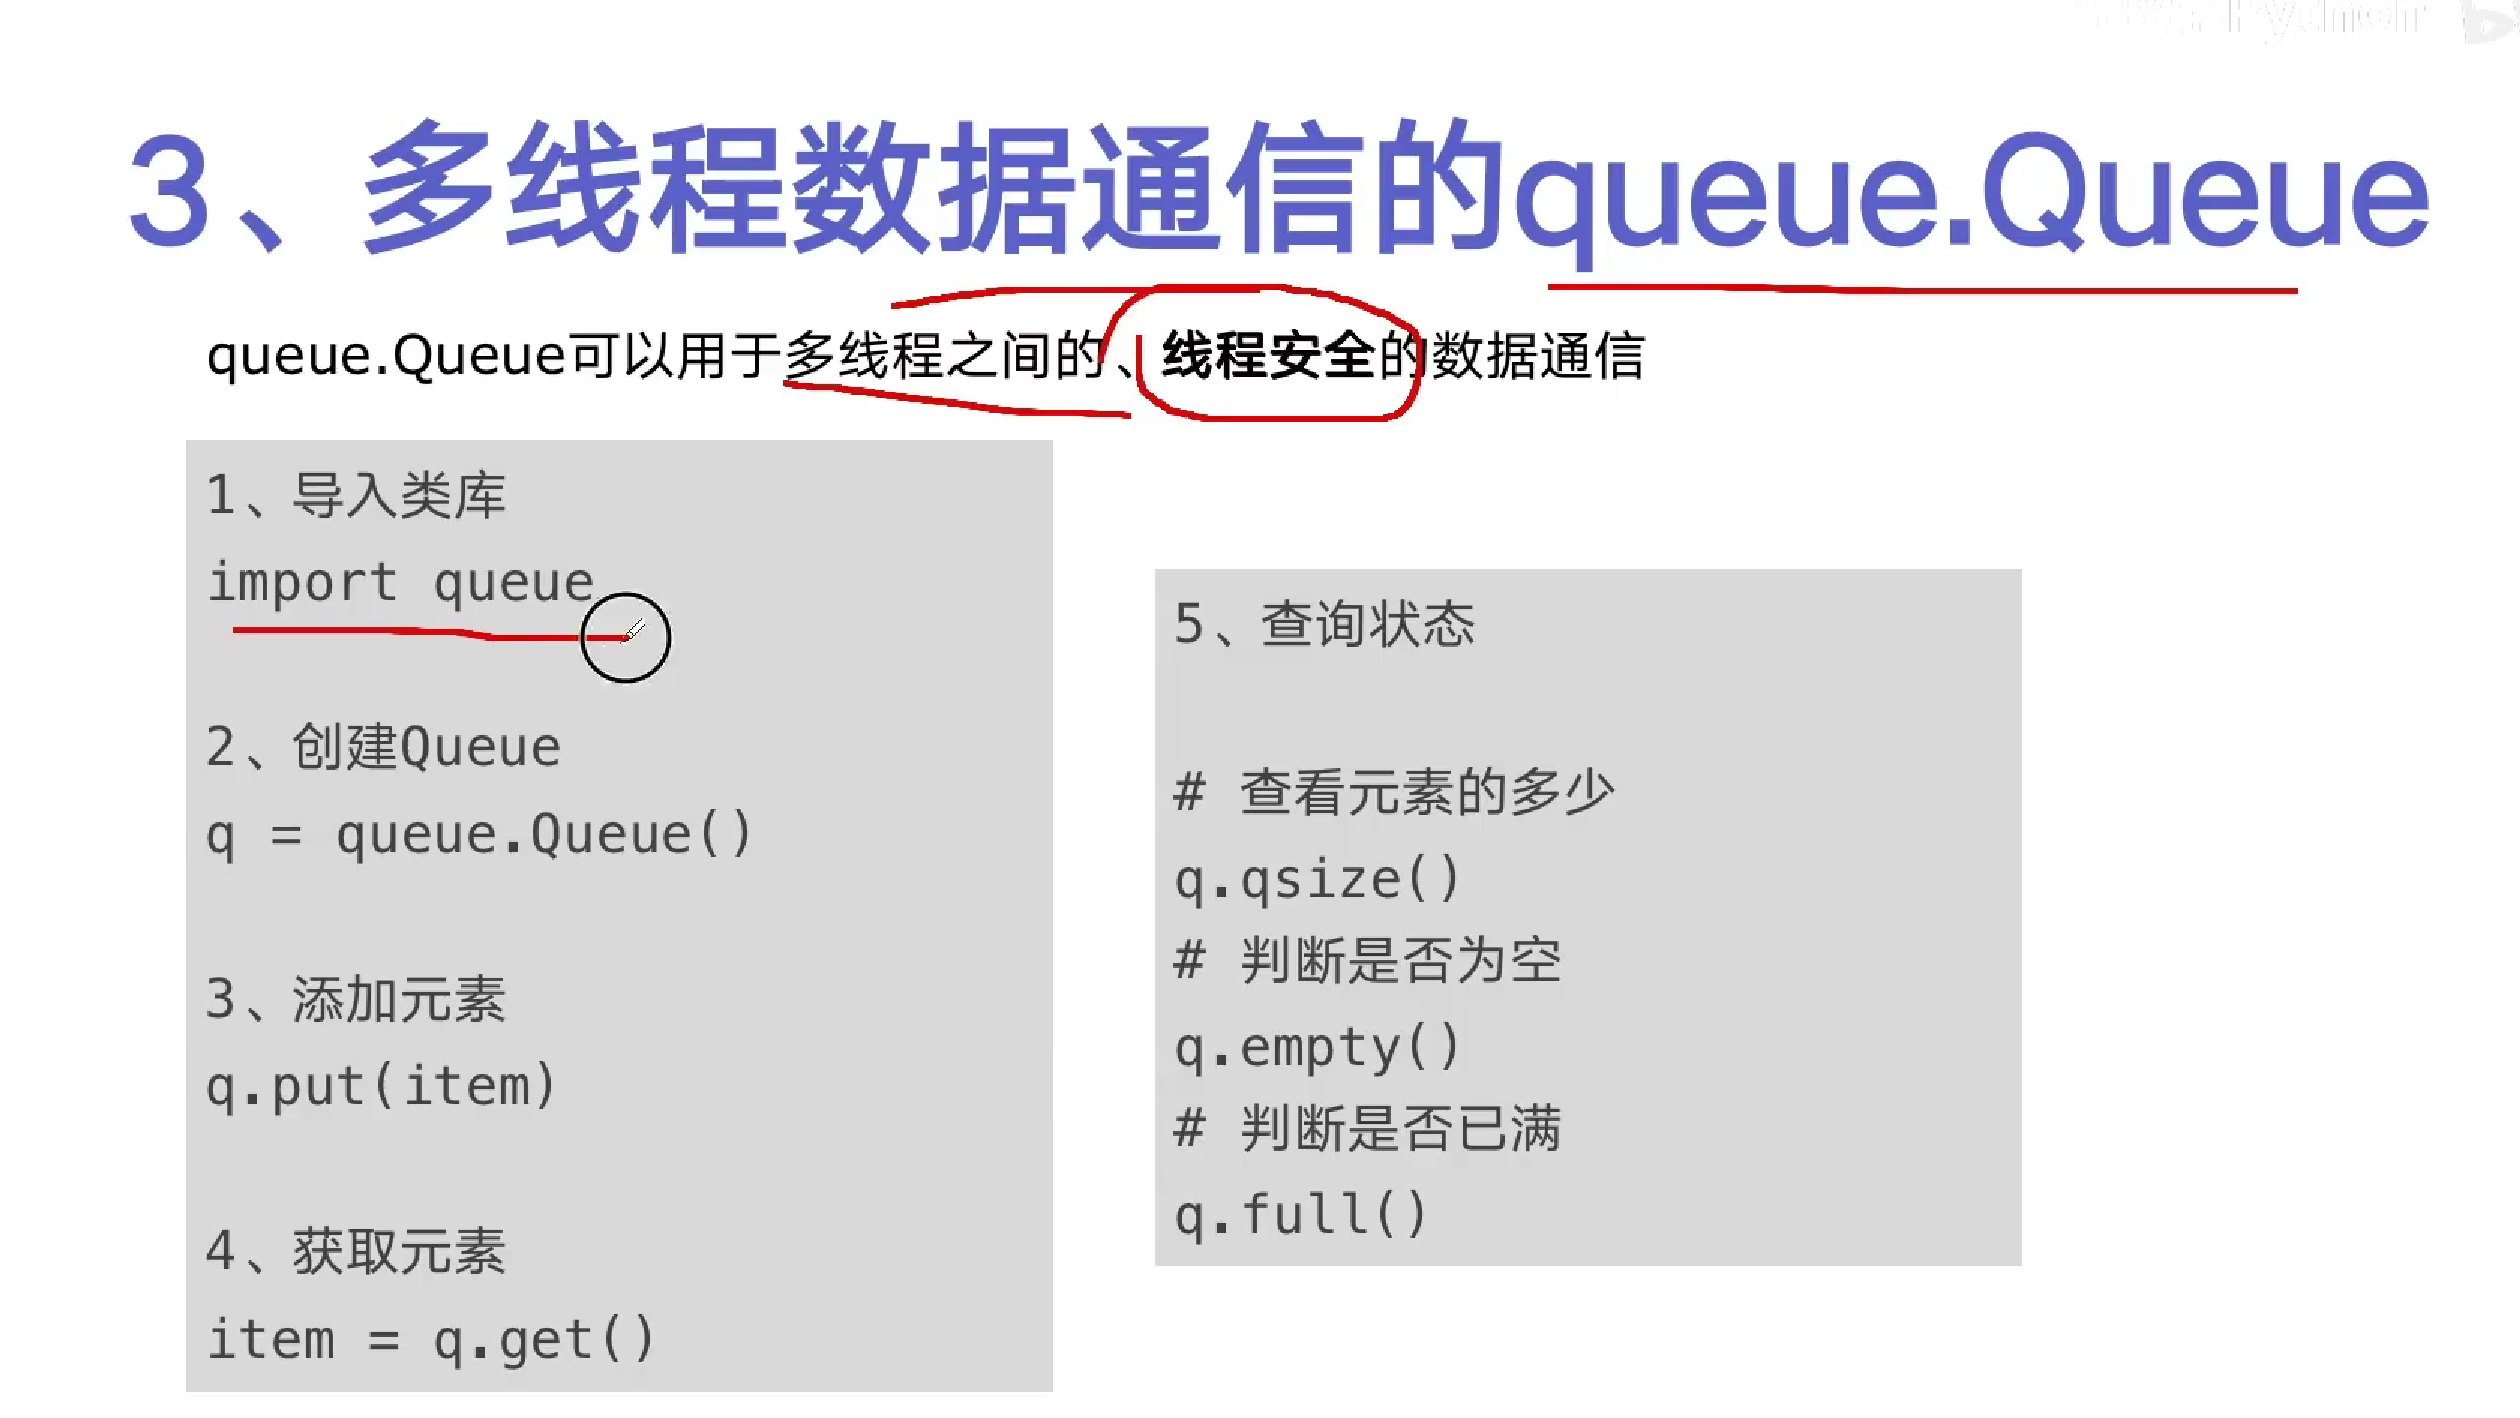 3、多线程数据通信的queue.Queue
queue.Queue可以用于多线程之间的、线程安全的数据通信
1、导入类库
import queue
2、创建Queue
q = queue.Queue()
3、添加元素
q.put(item)
4、获取元素
item = q.get()
5、查询状态
# 查看元素的多少
q.qsize()
# 判断是否为空
q.empty()
# 判断是否已满
q.full()